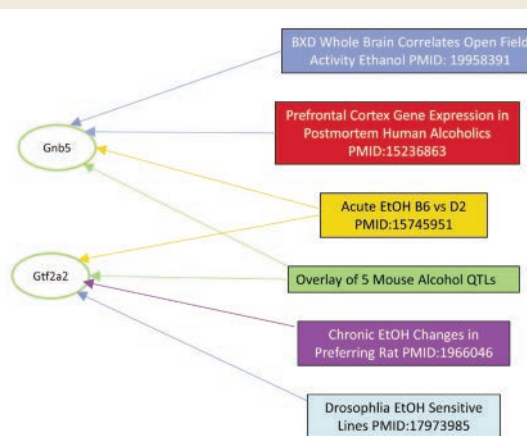 BXD Whole Brain Correlates Open Field
Activity Ethanol PMID: 19958391
Prefrontal Cortex Gene Expression in
Postmortem Human Alcoholics
PMID:15236863
Gnb5
Acute EtOH B6 vs D2
PMID:15745951
Gtf2a2
Overlay of 5 Mouse Alcohol QTLs
Chronic EtOH Changes in
Preferring Rat PMID:1966046
Drosophlia EtOH Sensitive
Lines PMID:17973985